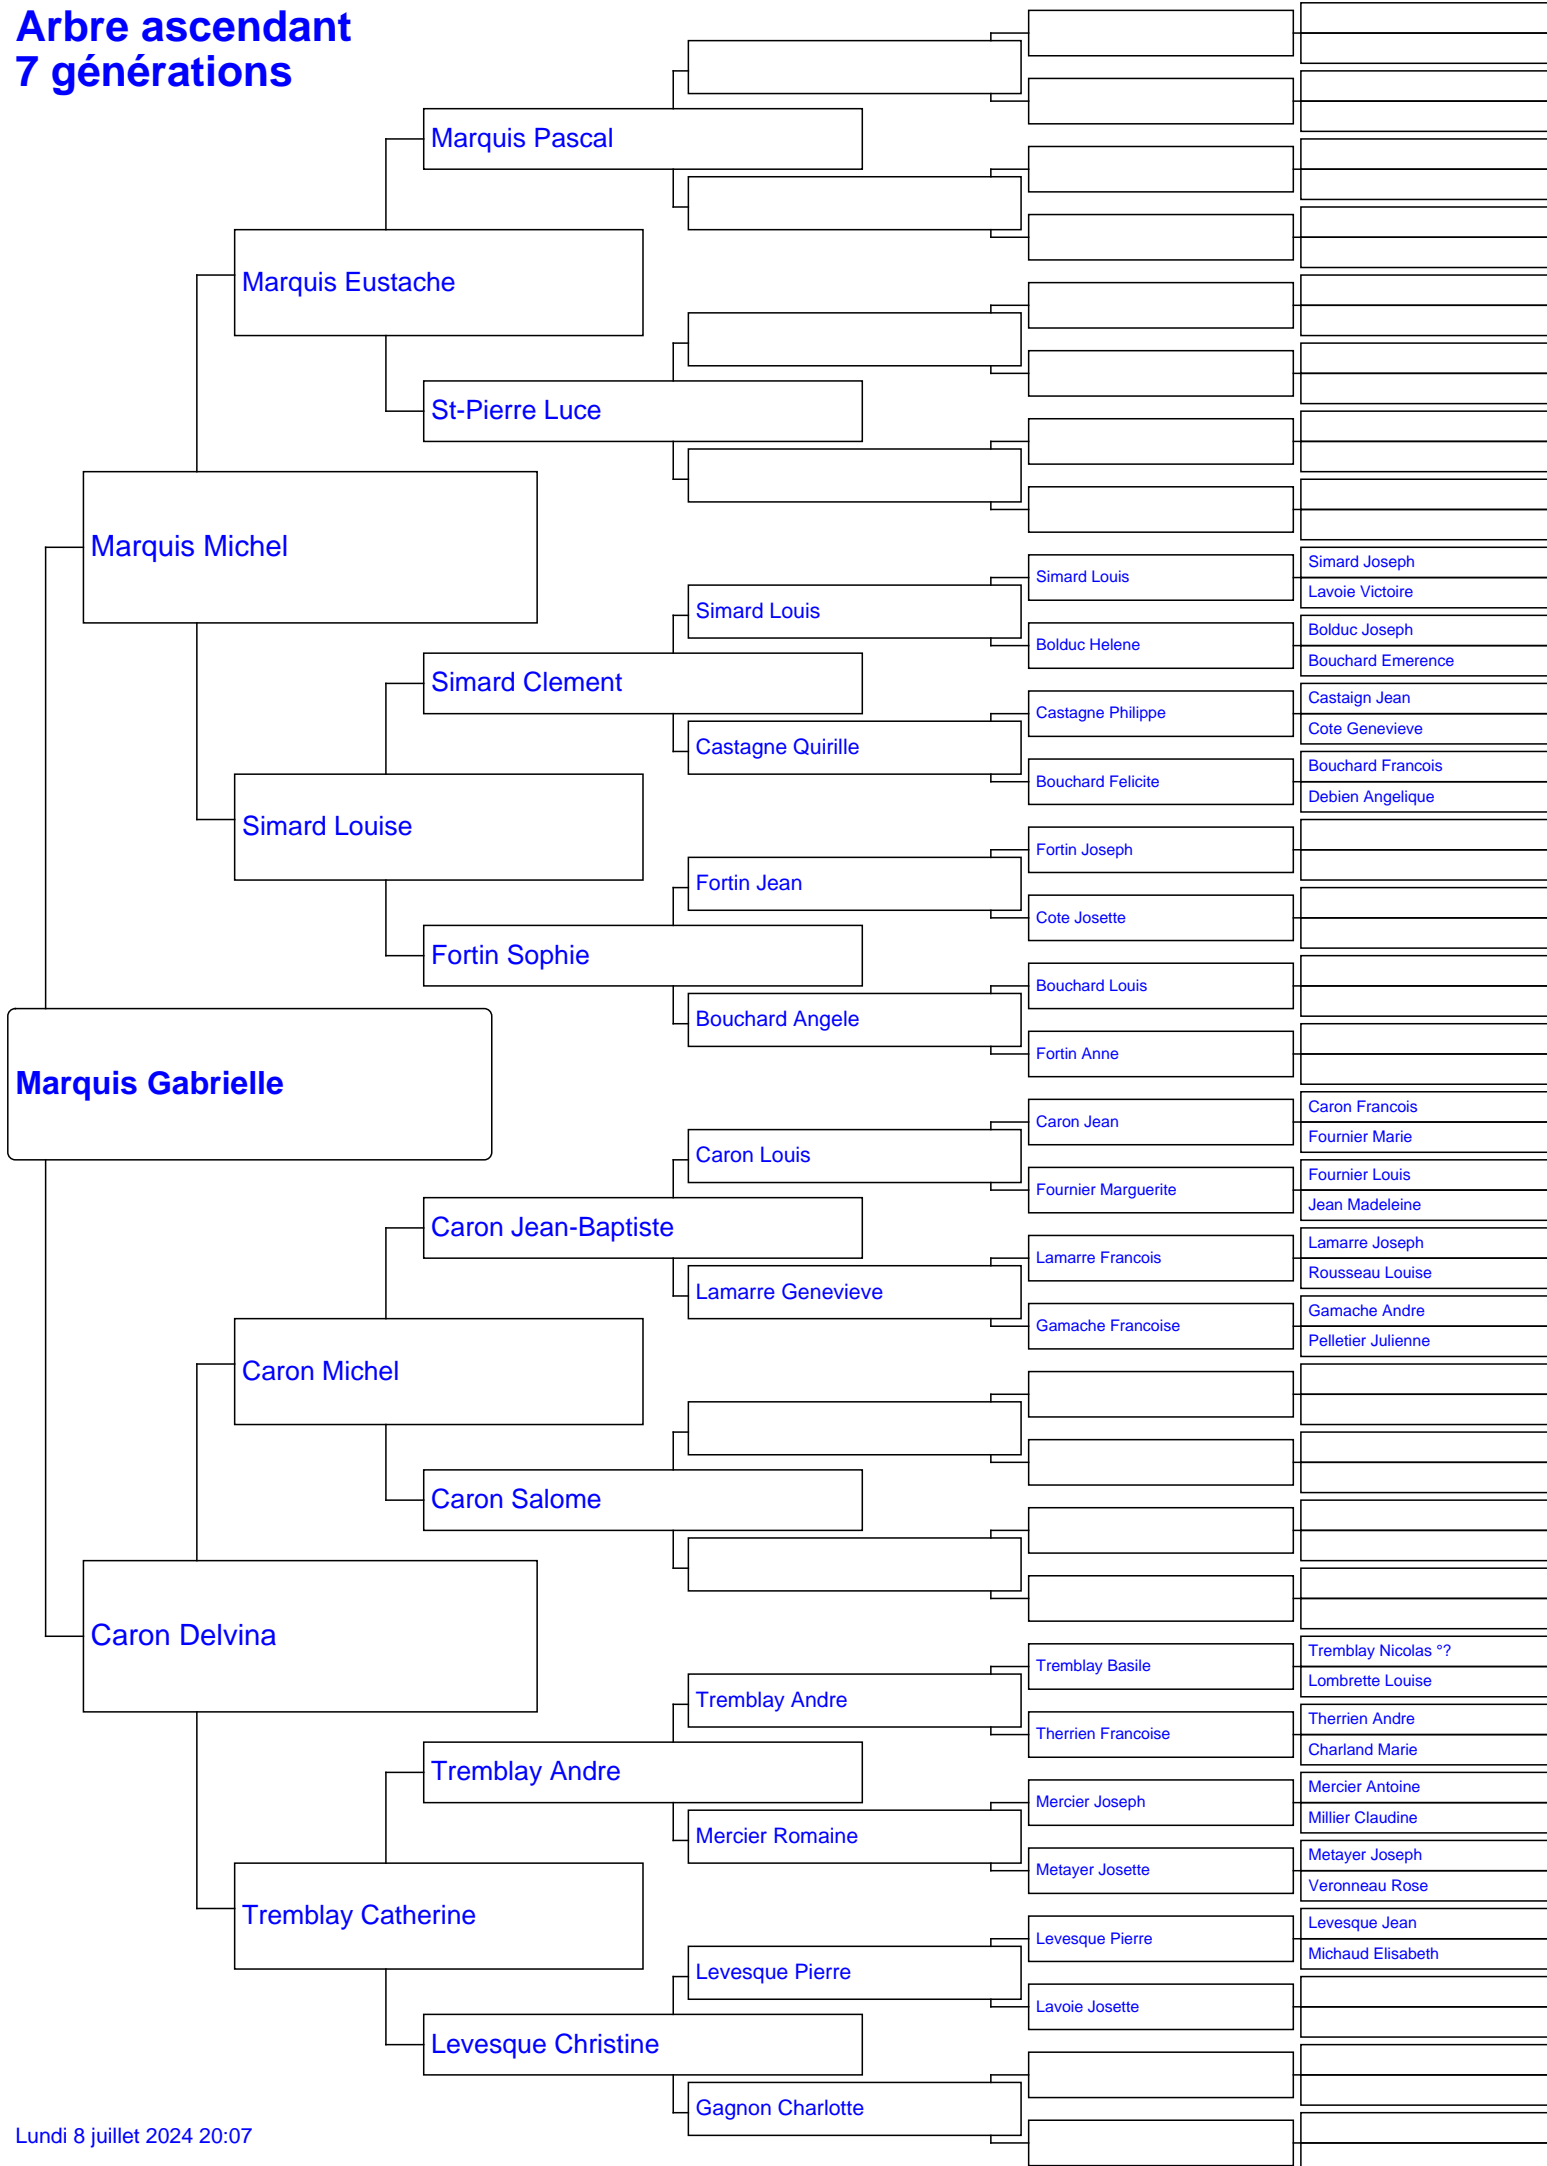 Arbre ascendant
7 générations
Marquis Pascal
Marquis Eustache
St-Pierre Luce
Marquis Michel
Simard Louis
Simard Joseph
Lavoie Victoire
Simard Louis
Bolduc Helene
Bolduc Joseph
Bouchard Emerence
Simard Clement
Castagne Philippe
Castaign Jean
Cote Genevieve
Castagne Quirille
Bouchard Felicite
Bouchard Francois
Debien Angelique
Simard Louise
Fortin Joseph
Fortin Jean
Cote Josette
Fortin Sophie
Bouchard Louis
Bouchard Angele
Fortin Anne
Marquis Gabrielle
Caron Jean
Caron Francois
Fournier Marie
Caron Louis
Fournier Marguerite
Fournier Louis
Jean Madeleine
Caron Jean-Baptiste
Lamarre Francois
Lamarre Joseph
Rousseau Louise
Lamarre Genevieve
Gamache Francoise
Gamache Andre
Pelletier Julienne
Caron Michel
Caron Salome
Caron Delvina
Tremblay Basile
Tremblay Nicolas °?
Lombrette Louise
Tremblay Andre
Therrien Francoise
Therrien Andre
Charland Marie
Tremblay Andre
Mercier Joseph
Mercier Antoine
Millier Claudine
Mercier Romaine
Metayer Josette
Metayer Joseph
Veronneau Rose
Tremblay Catherine
Levesque Pierre
Levesque Jean
Michaud Elisabeth
Levesque Pierre
Lavoie Josette
Levesque Christine
Gagnon Charlotte
Lundi 8 juillet 2024 20:07